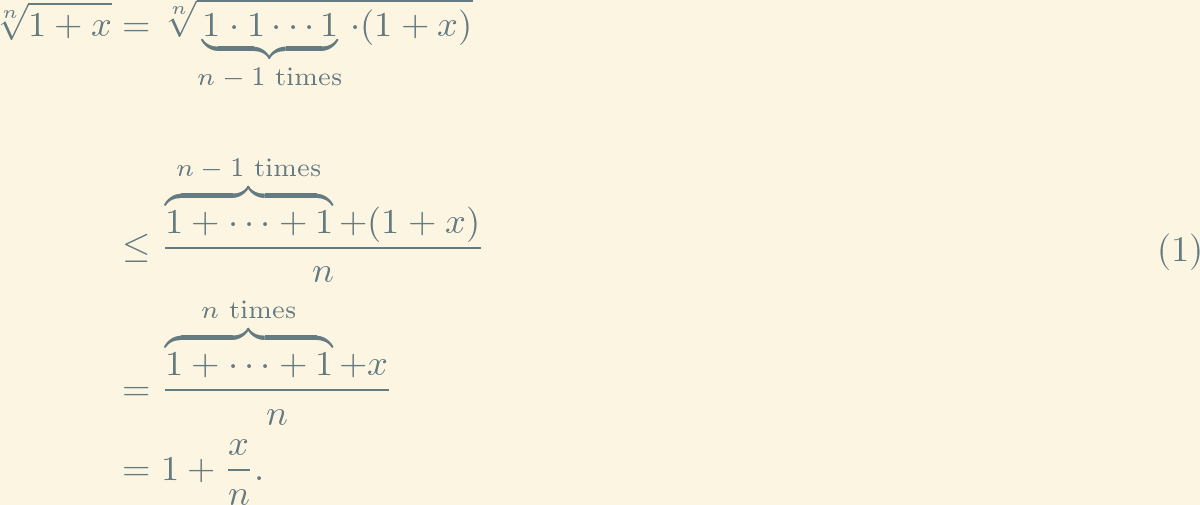 \sqrt[n]{1 + x} = \sqrt[n]{\underbrace{1 \cdot 1 \cdots 1}_{n - 1 \text{ times}} \cdot (1 + x)}
\leq \frac{\overbrace{1 + \cdots + 1}^{n - 1 \text{ times}} + (1 + x)}{n} (1)
= \frac{\overbrace{1 + \cdots + 1}^{n \text{ times}} + x}{n}
= 1 + \frac{x}{n}.